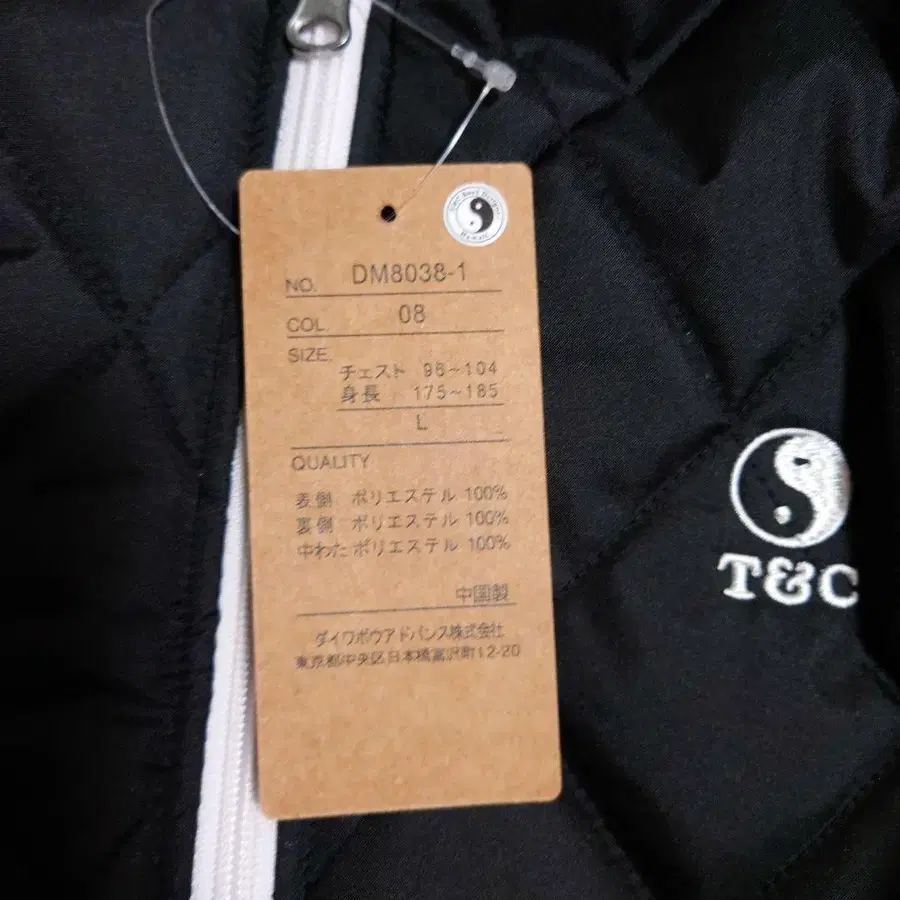 NO. DM8038-1
COL. 08
SIZE.
チェスト 96~104
身長 175~185
L
QUALITY
表側 ポリエステル 100%
裏側 ポリエステル 100%
中わた ポリエステル 100%
中国製
ダイワボウアドバンス株式会社
東京都中央区日本橋富沢町12-20
T&C
Hawaii